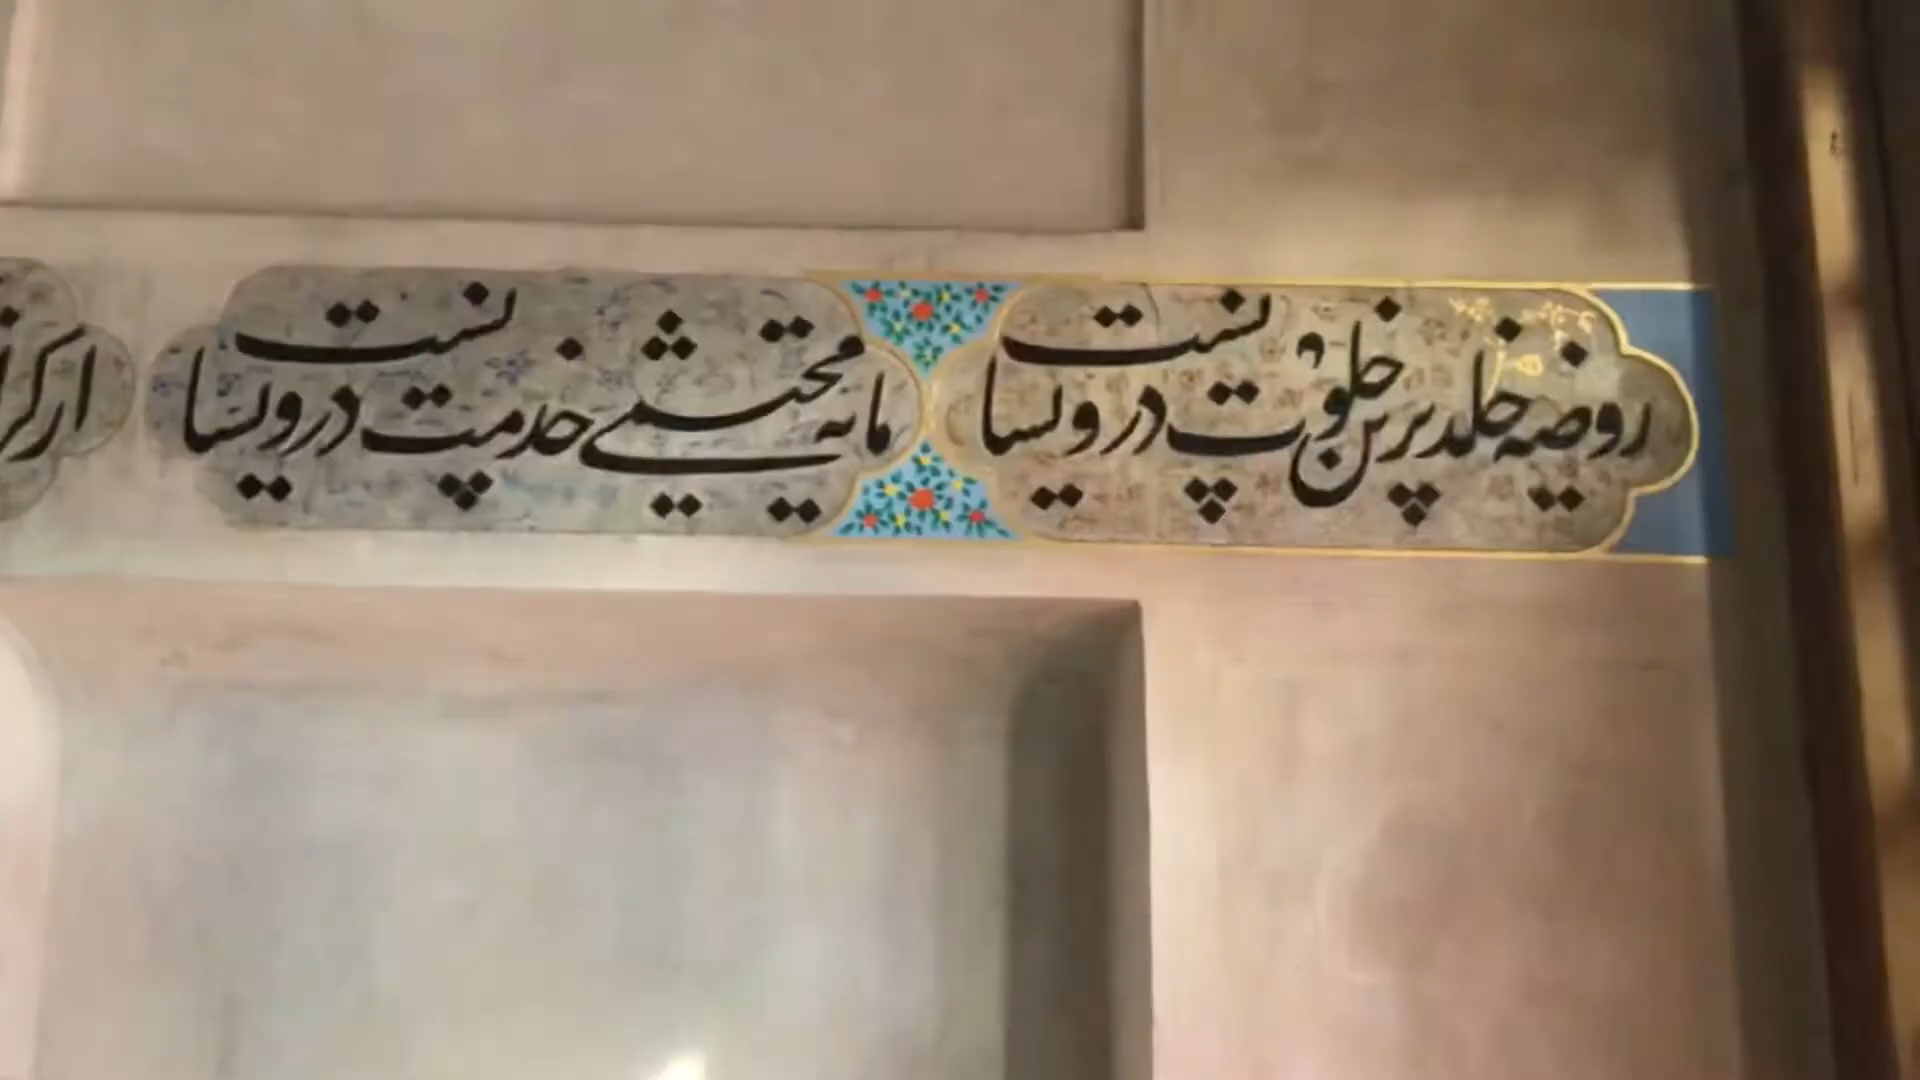 روضه خلد برین خلوت درویشانست
مایه محتشمی خدمت درویشانست